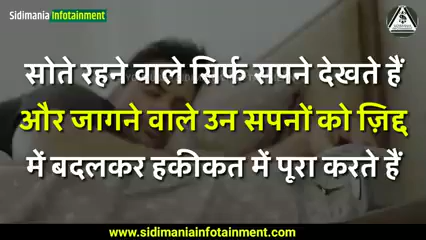 Sidimania Infotainment
सोते रहने वाले सिर्फ सपने देखते हैं
और जागने वाले उन सपनों को ज़िद्द
में बदलकर हकीकत में पूरा करते हैं
www.sidimaniainfotainment.com